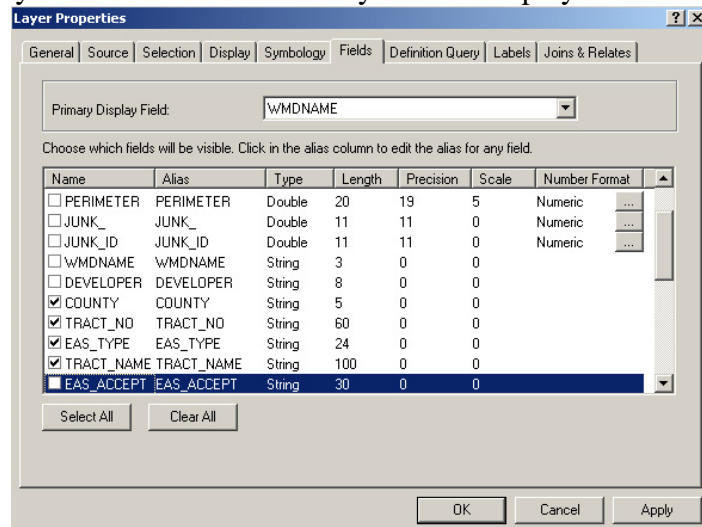 Layer Properties ? X
General Source Selection Display Symbology Fields Definition Query Labels Joins & Relates
Primary Display Field: WMDNAME
Choose which fields will be visible. Click in the alias column to edit the alias for any field.
Name Alias Type Length Precision Scale Number Format
PERIMETER PERIMETER Double 20 19 5 Numeric ...
JUNK_ JUNK_ Double 11 11 0 Numeric ...
JUNK_ID JUNK_ID Double 11 11 0 Numeric ...
WMDNAME WMDNAME String 3 0 0
DEVELOPER DEVELOPER String 8 0 0
COUNTY COUNTY String 5 0 0
TRACT_NO TRACT_NO String 60 0 0
EAS_TYPE EAS_TYPE String 24 0 0
TRACT_NAME TRACT_NAME String 100 0 0
EAS_ACCEPT EAS_ACCEPT String 30 0 0
Select All Clear All
OK Cancel Apply